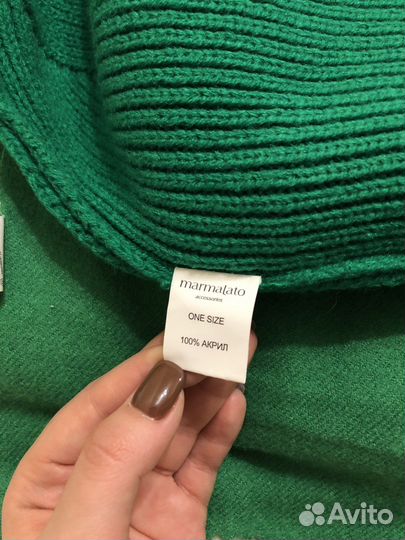 marmalato
accessories
ONE SIZE
100% АКРИЛ
Avito